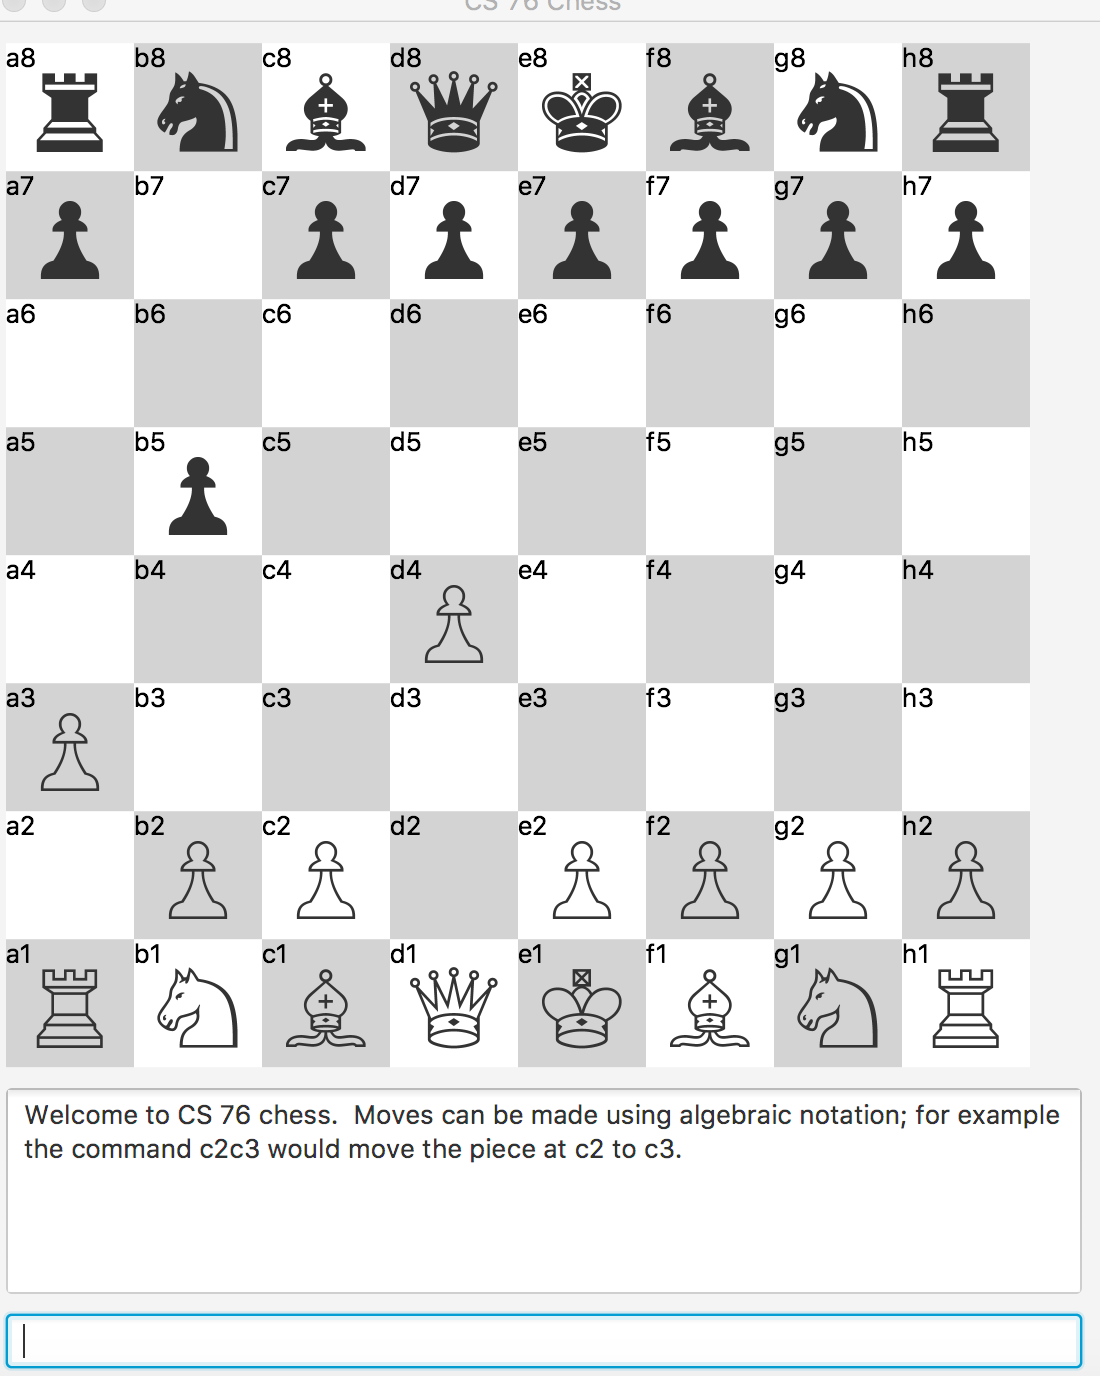 CS 76 Chess
a8 b8 c8 d8 e8 f8 g8 h8
a7 b7 c7 d7 e7 f7 g7 h7
a6 b6 c6 d6 e6 f6 g6 h6
a5 b5 c5 d5 e5 f5 g5 h5
a4 b4 c4 d4 e4 f4 g4 h4
a3 b3 c3 d3 e3 f3 g3 h3
a2 b2 c2 d2 e2 f2 g2 h2
a1 b1 c1 d1 e1 f1 g1 h1
Welcome to CS 76 chess.  Moves can be made using algebraic notation; for example
the command c2c3 would move the piece at c2 to c3.